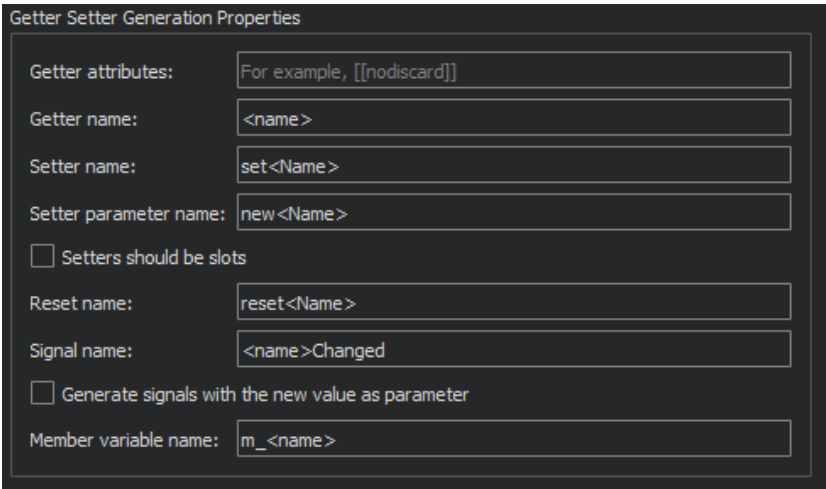 Getter Setter Generation Properties
Getter attributes: For example, [[nodiscard]]
Getter name: <name>
Setter name: set<Name>
Setter parameter name: new<Name>
Setters should be slots
Reset name: reset<Name>
Signal name: <name>Changed
Generate signals with the new value as parameter
Member variable name: m_<name>